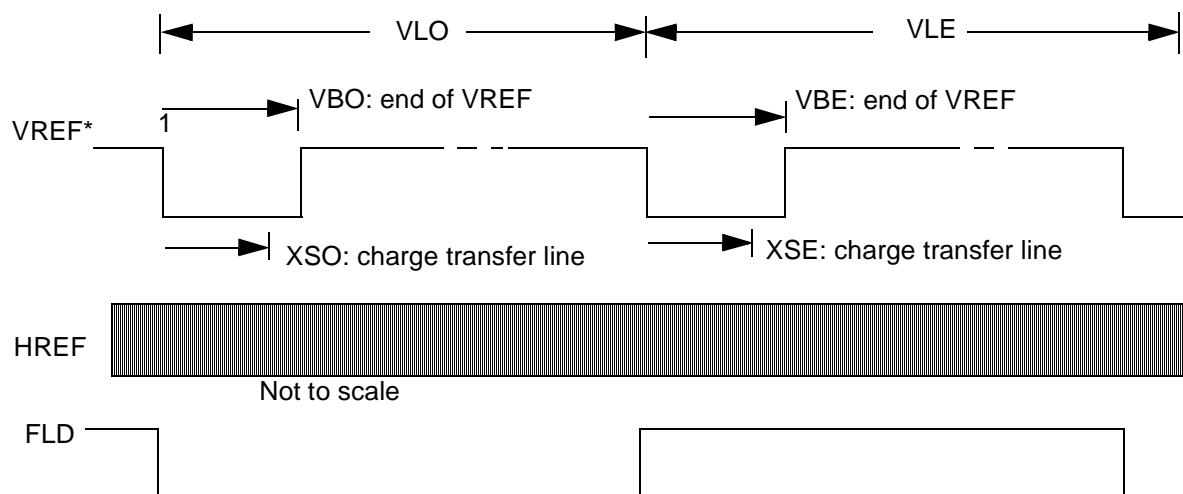 VLO
VLE
VBO: end of VREF
VBE: end of VREF
1
VREF*
XSO: charge transfer line
XSE: charge transfer line
HREF
Not to scale
FLD